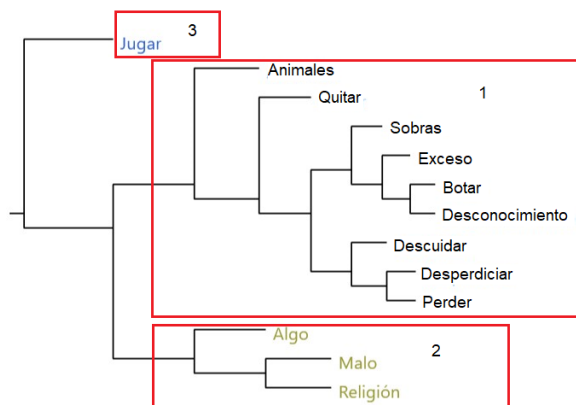 Jugar 3
Animales
Quitar 1
Sobras
Exceso
Botar
Desconocimiento
Descuidar
Desperdiciar
Perder
Algo
2
Malo
Religión